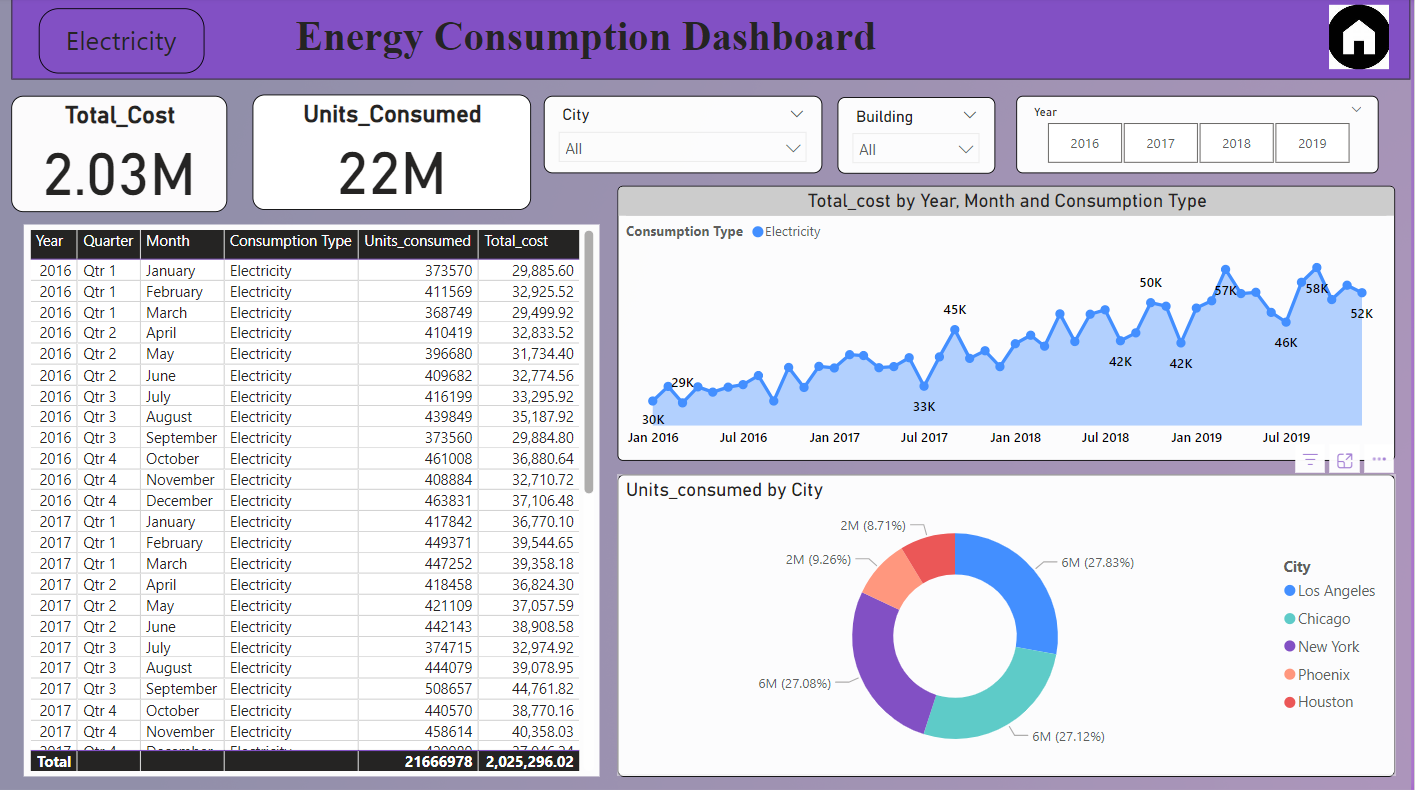 Electricity
Energy Consumption Dashboard
Total_Cost
2.03M
Units_Consumed
22M
City
All
Building
All
Year
2016 2017 2018 2019
Year Quarter Month Consumption Type Units_consumed Total_cost
2016 Qtr 1 January Electricity 373570 29,885.60
2016 Qtr 1 February Electricity 411569 32,925.52
2016 Qtr 1 March Electricity 368749 29,499.92
2016 Qtr 2 April Electricity 410419 32,833.52
2016 Qtr 2 May Electricity 396680 31,734.40
2016 Qtr 2 June Electricity 409682 32,774.56
2016 Qtr 3 July Electricity 416199 33,295.92
2016 Qtr 3 August Electricity 439849 35,187.92
2016 Qtr 3 September Electricity 373560 29,884.80
2016 Qtr 4 October Electricity 461008 36,880.64
2016 Qtr 4 November Electricity 408884 32,710.72
2016 Qtr 4 December Electricity 463831 37,106.48
2017 Qtr 1 January Electricity 417842 36,770.10
2017 Qtr 1 February Electricity 449371 39,544.65
2017 Qtr 1 March Electricity 447252 39,358.18
2017 Qtr 2 April Electricity 418458 36,824.30
2017 Qtr 2 May Electricity 421109 37,057.59
2017 Qtr 2 June Electricity 442143 38,908.58
2017 Qtr 3 July Electricity 374715 32,974.92
2017 Qtr 3 August Electricity 444079 39,078.95
2017 Qtr 3 September Electricity 508657 44,761.82
2017 Qtr 4 October Electricity 440570 38,770.16
2017 Qtr 4 November Electricity 458614 40,358.03
2017 Qtr 4 December Electricity
Total 21666978 2,025,296.02
Total_cost by Year, Month and Consumption Type
Consumption Type Electricity
30K
29K
33K
45K
42K
50K
42K
57K
46K
58K
52K
Jan 2016 Jul 2016 Jan 2017 Jul 2017 Jan 2018 Jul 2018 Jan 2019 Jul 2019
Units_consumed by City
2M (8.71%)
2M (9.26%)
6M (27.83%)
6M (27.08%)
6M (27.12%)
City
Los Angeles
Chicago
New York
Phoenix
Houston